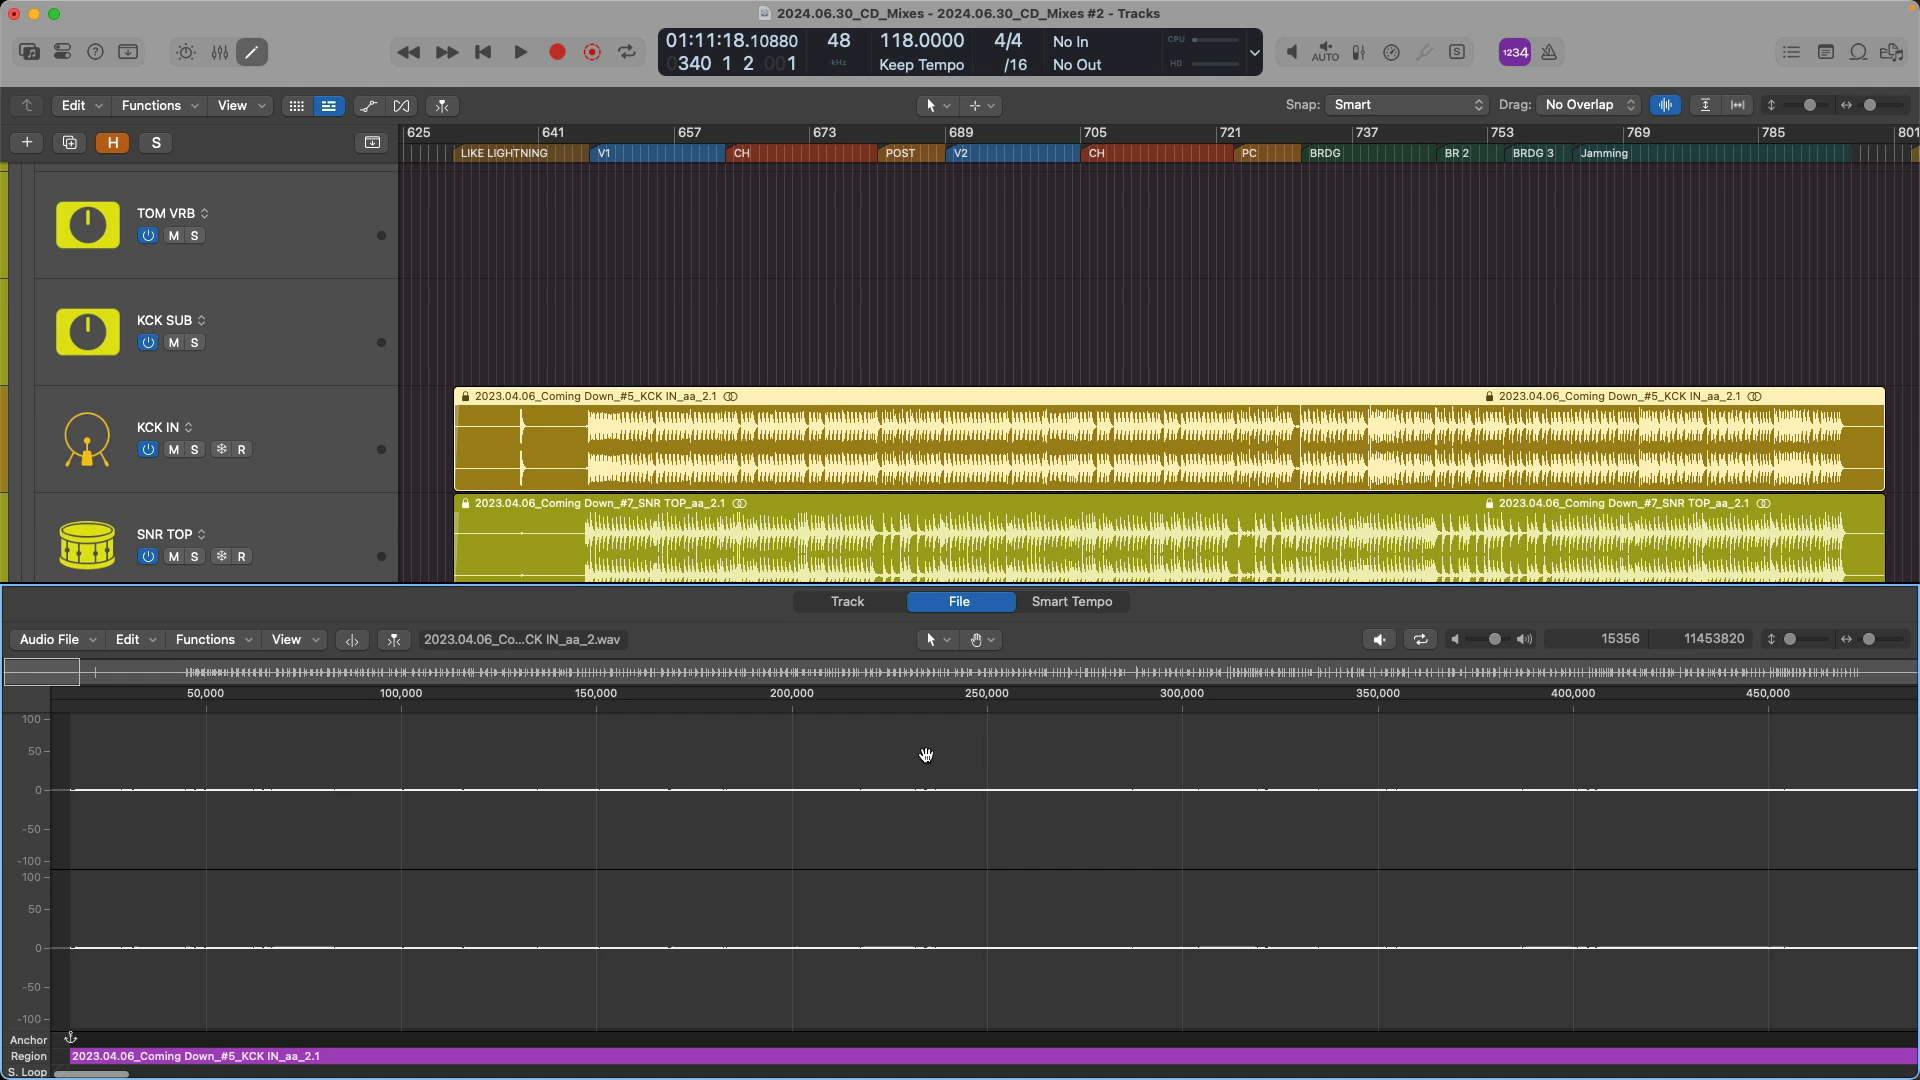 2024.06.30_CD_Mixes - 2024.06.30_CD_Mixes #2 - Tracks
01:11:18.10880 48 118.0000 4/4 No In CPU
0340 1 2 001 kHz Keep Tempo /16 No Out HD
AUTO S 1234
Edit Functions View Snap: Smart Drag: No Overlap
H S 625 641 657 673 689 705 721 737 753 769 785 801
LIKE LIGHTNING V1 CH POST V2 CH PC BRDG BR 2 BRDG 3 Jamming
TOM VRB
M S
KCK SUB
M S
2023.04.06_Coming Down_#5_KCK IN_aa_2.1 2023.04.06_Coming Down_#5_KCK IN_aa_2.1
KCK IN
M S R
2023.04.06_Coming Down_#7_SNR TOP_aa_2.1 2023.04.06_Coming Down_#7_SNR TOP_aa_2.1
SNR TOP
M S R
Track File Smart Tempo
Audio File Edit Functions View 2023.04.06_Co...CK IN_aa_2.wav 15356 11453820
50,000 100,000 150,000 200,000 250,000 300,000 350,000 400,000 450,000
100
50
0
-50
-100
100
50
0
-50
-100
Anchor
Region 2023.04.06_Coming Down_#5_KCK IN_aa_2.1
S. Loop